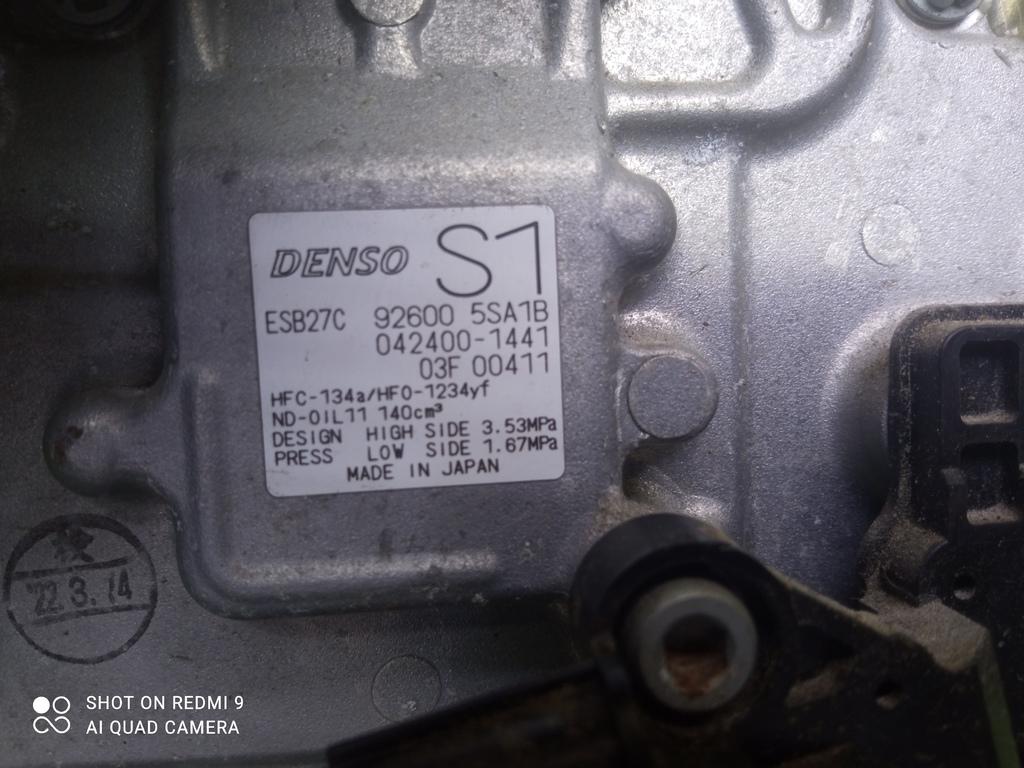 DENSO S1
ESB27C 92600 5SA1B
042400-1441
03F 00411
HFC-134a/HFO-1234yf
ND-OIL11 140cm³
DESIGN HIGH SIDE 3.53MPa
PRESS LOW SIDE 1.67MPa
MADE IN JAPAN
検
'22.3.14
SHOT ON REDMI 9
AI QUAD CAMERA